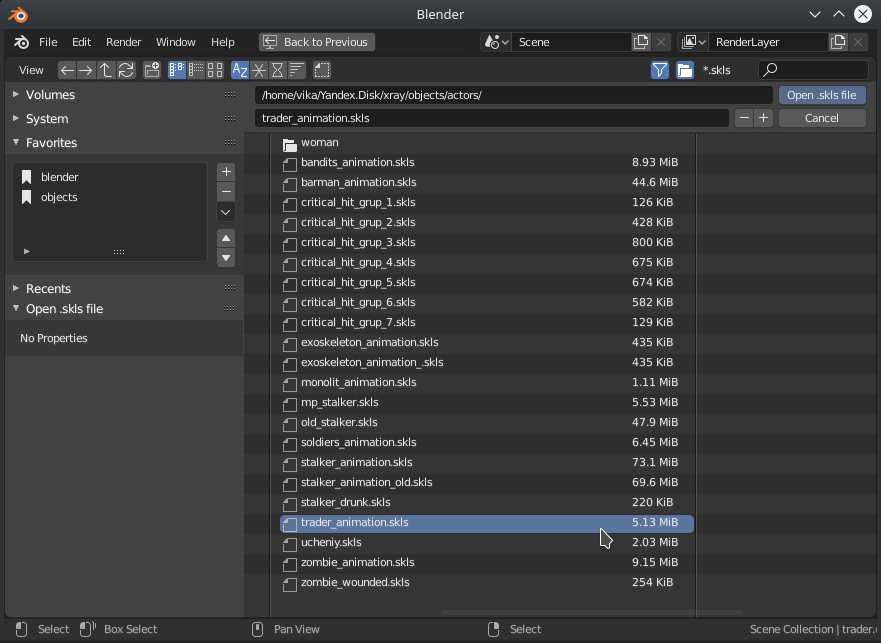 Blender
File Edit Render Window Help Back to Previous Scene RenderLayer
View *.skls
Volumes
System
Favorites
blender
objects
Recents
Open .skls file
No Properties
/home/vika/Yandex.Disk/xray/objects/actors/ Open .skls file
trader_animation.skls Cancel
woman
bandits_animation.skls 8.93 MiB
barman_animation.skls 44.6 MiB
critical_hit_grup_1.skls 126 KiB
critical_hit_grup_2.skls 428 KiB
critical_hit_grup_3.skls 800 KiB
critical_hit_grup_4.skls 675 KiB
critical_hit_grup_5.skls 674 KiB
critical_hit_grup_6.skls 582 KiB
critical_hit_grup_7.skls 129 KiB
exoskeleton_animation.skls 435 KiB
exoskeleton_animation_.skls 435 KiB
monolit_animation.skls 1.11 MiB
mp_stalker.skls 5.53 MiB
old_stalker.skls 47.9 MiB
soldiers_animation.skls 6.45 MiB
stalker_animation.skls 73.1 MiB
stalker_animation_old.skls 69.6 MiB
stalker_drunk.skls 220 KiB
trader_animation.skls 5.13 MiB
ucheniy.skls 2.03 MiB
zombie_animation.skls 9.15 MiB
zombie_wounded.skls 254 KiB
Select Box Select Pan View Select Scene Collection | trader.